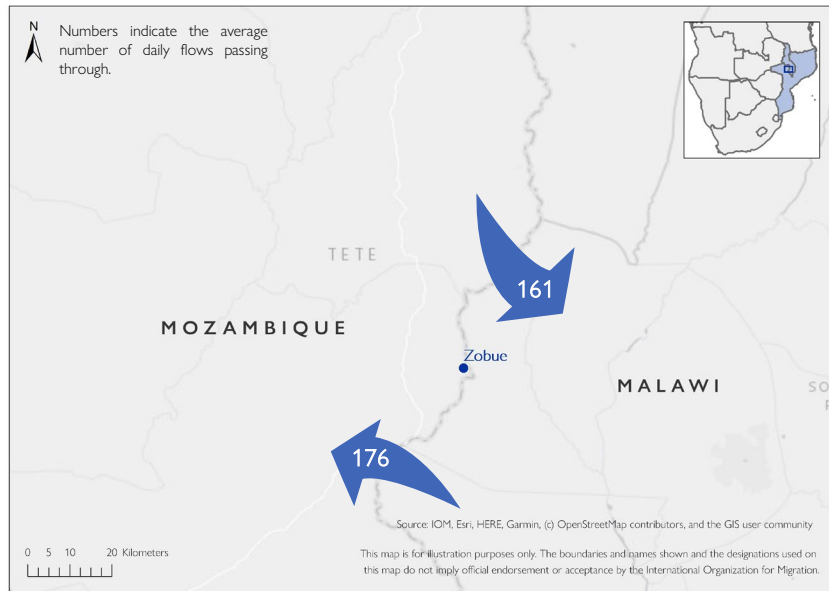 N
Numbers indicate the average
number of daily flows passing
through.
TETE
161
MOZAMBIQUE
Zobue
MALAWI
SO
176
Source: IOM, Esri, HERE, Garmin, (c) OpenStreetMap contributors, and the GIS user community
0 5 10 20 Kilometers
This map is for illustration purposes only. The boundaries and names shown and the designations used on
this map do not imply official endorsement or acceptance by the International Organization for Migration.